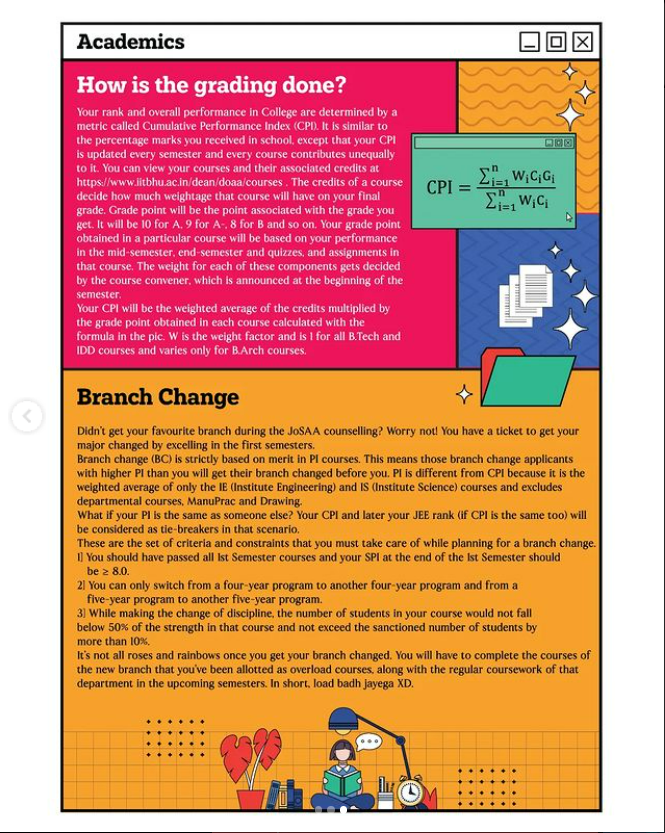 Academics
How is the grading done?
Your rank and overall performance in College are determined by a
metric called Cumulative Performance Index (CPI). It is similar to
the percentage marks you received in school, except that your CPI
is updated every semester and every course contributes unequally
to it. You can view your courses and their associated credits at
https://www.iitbhu.ac.in/dean/doaa/courses . The credits of a course
decide how much weightage that course will have on your final
grade. Grade point will be the point associated with the grade you
get. It will be 10 for A, 9 for A-, 8 for B and so on. Your grade point
obtained in a particular course will be based on your performance
in the mid-semester, end-semester and quizzes, and assignments in
that course. The weight for each of these components gets decided
by the course convener, which is announced at the beginning of the
semester.
Your CPI will be the weighted average of the credits multiplied by
the grade point obtained in each course calculated with the
formula in the pic. W is the weight factor and is 1 for all B.Tech and
IDD courses and varies only for B.Arch courses.
CPI = ∑ⁿᵢ₌₁ WᵢCᵢGᵢ / ∑ⁿᵢ₌₁ WᵢCᵢ
Branch Change
Didn't get your favourite branch during the JoSAA counselling? Worry not! You have a ticket to get your
major changed by excelling in the first semesters.
Branch change (BC) is strictly based on merit in PI courses. This means those branch change applicants
with higher PI than you will get their branch changed before you. PI is different from CPI because it is the
weighted average of only the IE (Institute Engineering) and IS (Institute Science) courses and excludes
departmental courses, ManuPrac and Drawing.
What if your PI is the same as someone else? Your CPI and later your JEE rank (if CPI is the same too) will
be considered as tie-breakers in that scenario.
These are the set of criteria and constraints that you must take care of while planning for a branch change.
1] You should have passed all 1st Semester courses and your SPI at the end of the 1st Semester should
be ≥ 8.0.
2] You can only switch from a four-year program to another four-year program and from a
five-year program to another five-year program.
3] While making the change of discipline, the number of students in your course would not fall
below 50% of the strength in that course and not exceed the sanctioned number of students by
more than 10%.
It's not all roses and rainbows once you get your branch changed. You will have to complete the courses of
the new branch that you've been allotted as overload courses, along with the regular coursework of that
department in the upcoming semesters. In short, load badh jayega XD.